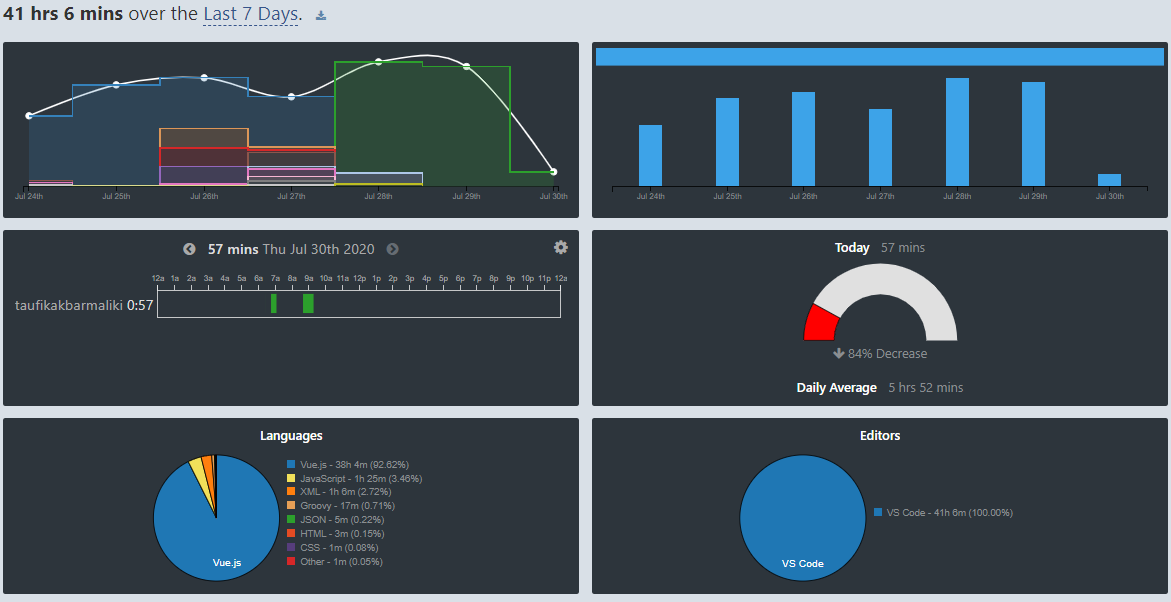 41 hrs 6 mins over the Last 7 Days.
Jul 24th Jul 25th Jul 26th Jul 27th Jul 28th Jul 29th Jul 30th
Jul 24th Jul 25th Jul 26th Jul 27th Jul 28th Jul 29th Jul 30th
57 mins Thu Jul 30th 2020
12a 1a 2a 3a 4a 5a 6a 7a 8a 9a 10a 11a 12p 1p 2p 3p 4p 5p 6p 7p 8p 9p 10p 11p 12a
taufikakbarmaliki 0:57
Today 57 mins
84% Decrease
Daily Average 5 hrs 52 mins
Languages
Vue.js - 38h 4m (92.62%)
JavaScript - 1h 25m (3.46%)
XML - 1h 6m (2.72%)
Groovy - 17m (0.71%)
JSON - 5m (0.22%)
HTML - 3m (0.15%)
CSS - 1m (0.08%)
Other - 1m (0.05%)
Vue.js
Editors
VS Code - 41h 6m (100.00%)
VS Code